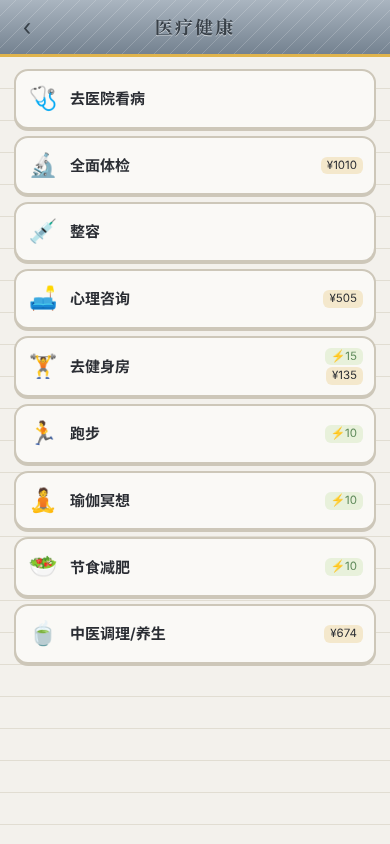 医疗健康
去医院看病
全面体检
¥1010
整容
心理咨询
¥505
去健身房
⚡15
¥135
跑步
⚡10
瑜伽冥想
⚡10
节食减肥
⚡10
中医调理/养生
¥674